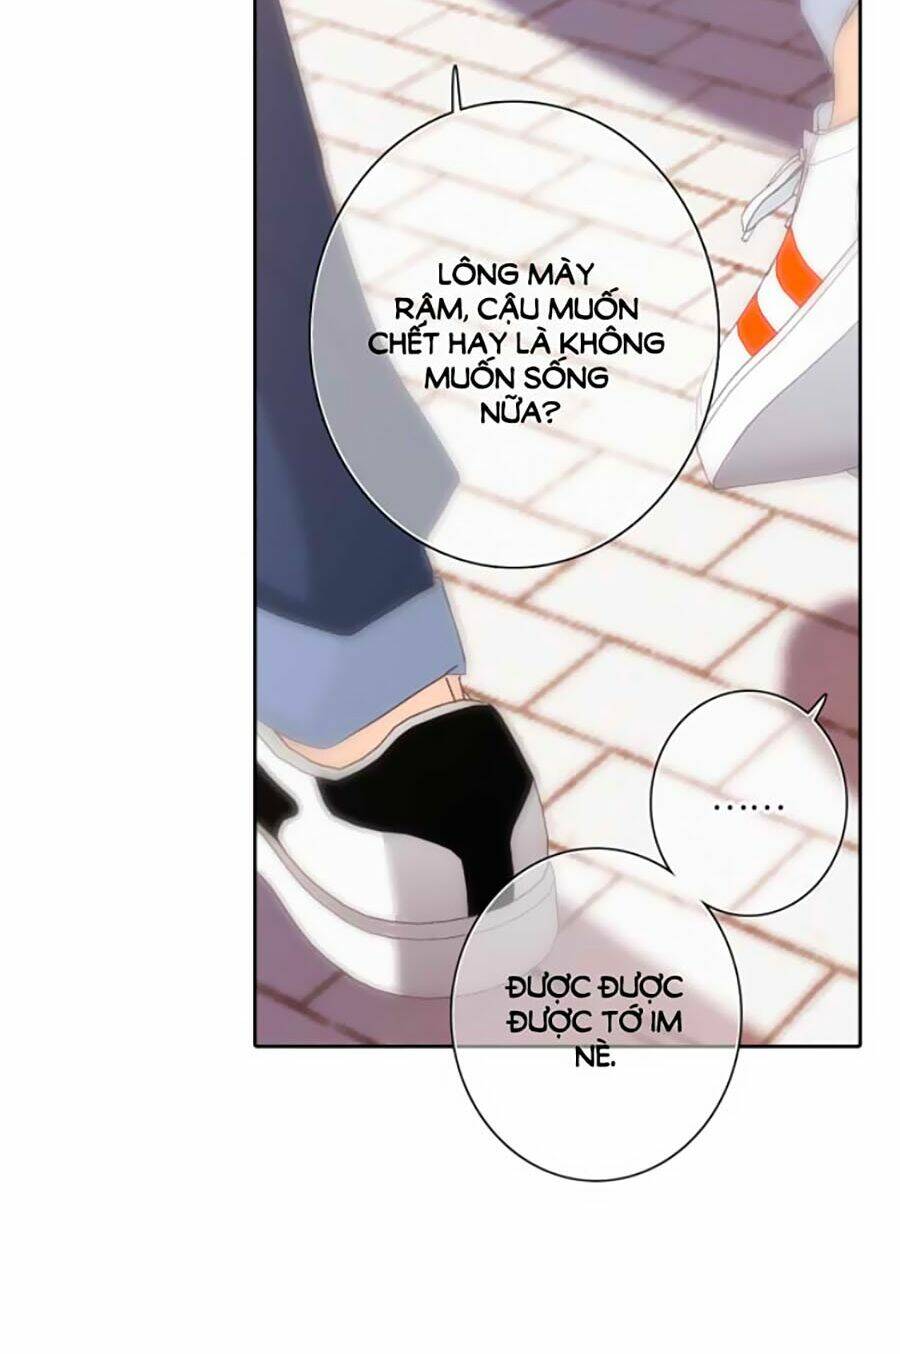 LÔNG MÀY
RẬM, CẬU MUỐN
CHẾT HAY LÀ KHÔNG
MUỐN SỐNG
NỮA?
......
ĐƯỢC ĐƯỢC
ĐƯỢC TỚ IM
NÈ.